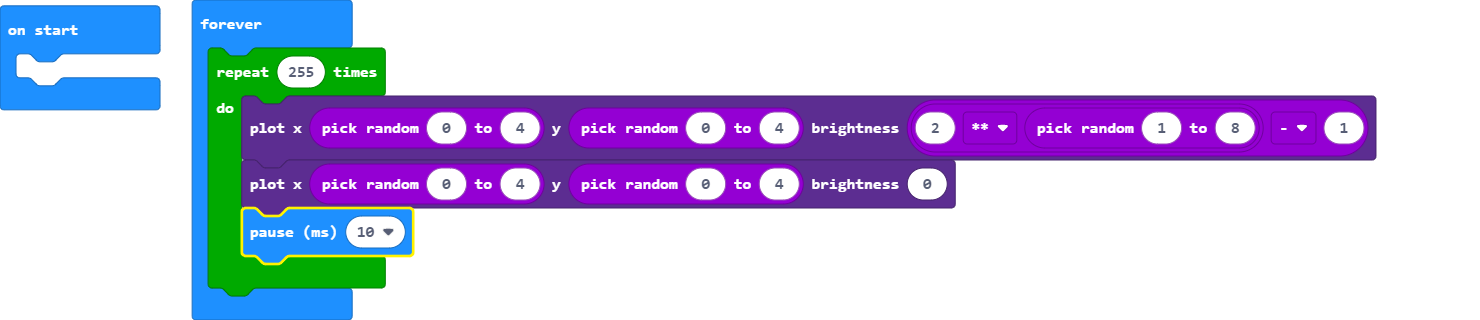 on start
forever
repeat 255 times
do
plot x pick random 0 to 4 y pick random 0 to 4 brightness 2 ** pick random 1 to 8 - 1
plot x pick random 0 to 4 y pick random 0 to 4 brightness 0
pause (ms) 10